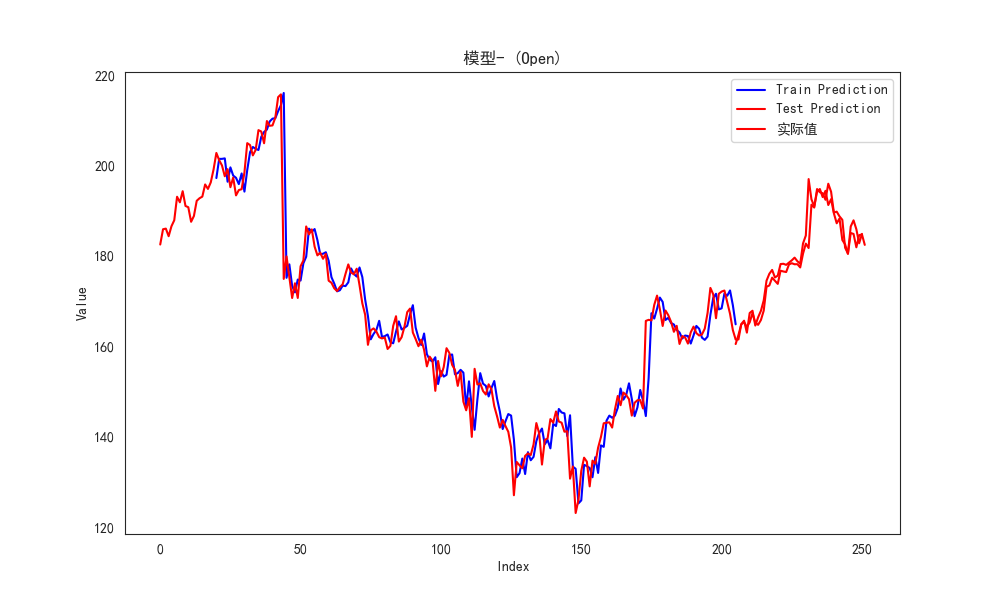 模型- (Open)
Train Prediction
Test Prediction
实际值
220
200
180
160
140
120
Value
0
50
100
150
200
250
Index